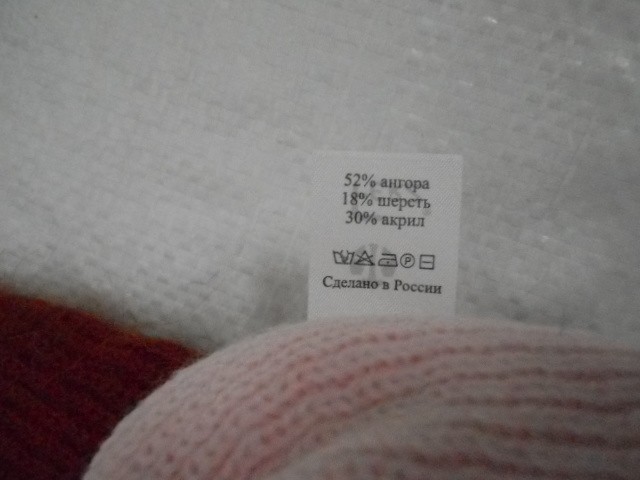 52% ангора
18% шерсть
30% акрил
P
Сделано в России